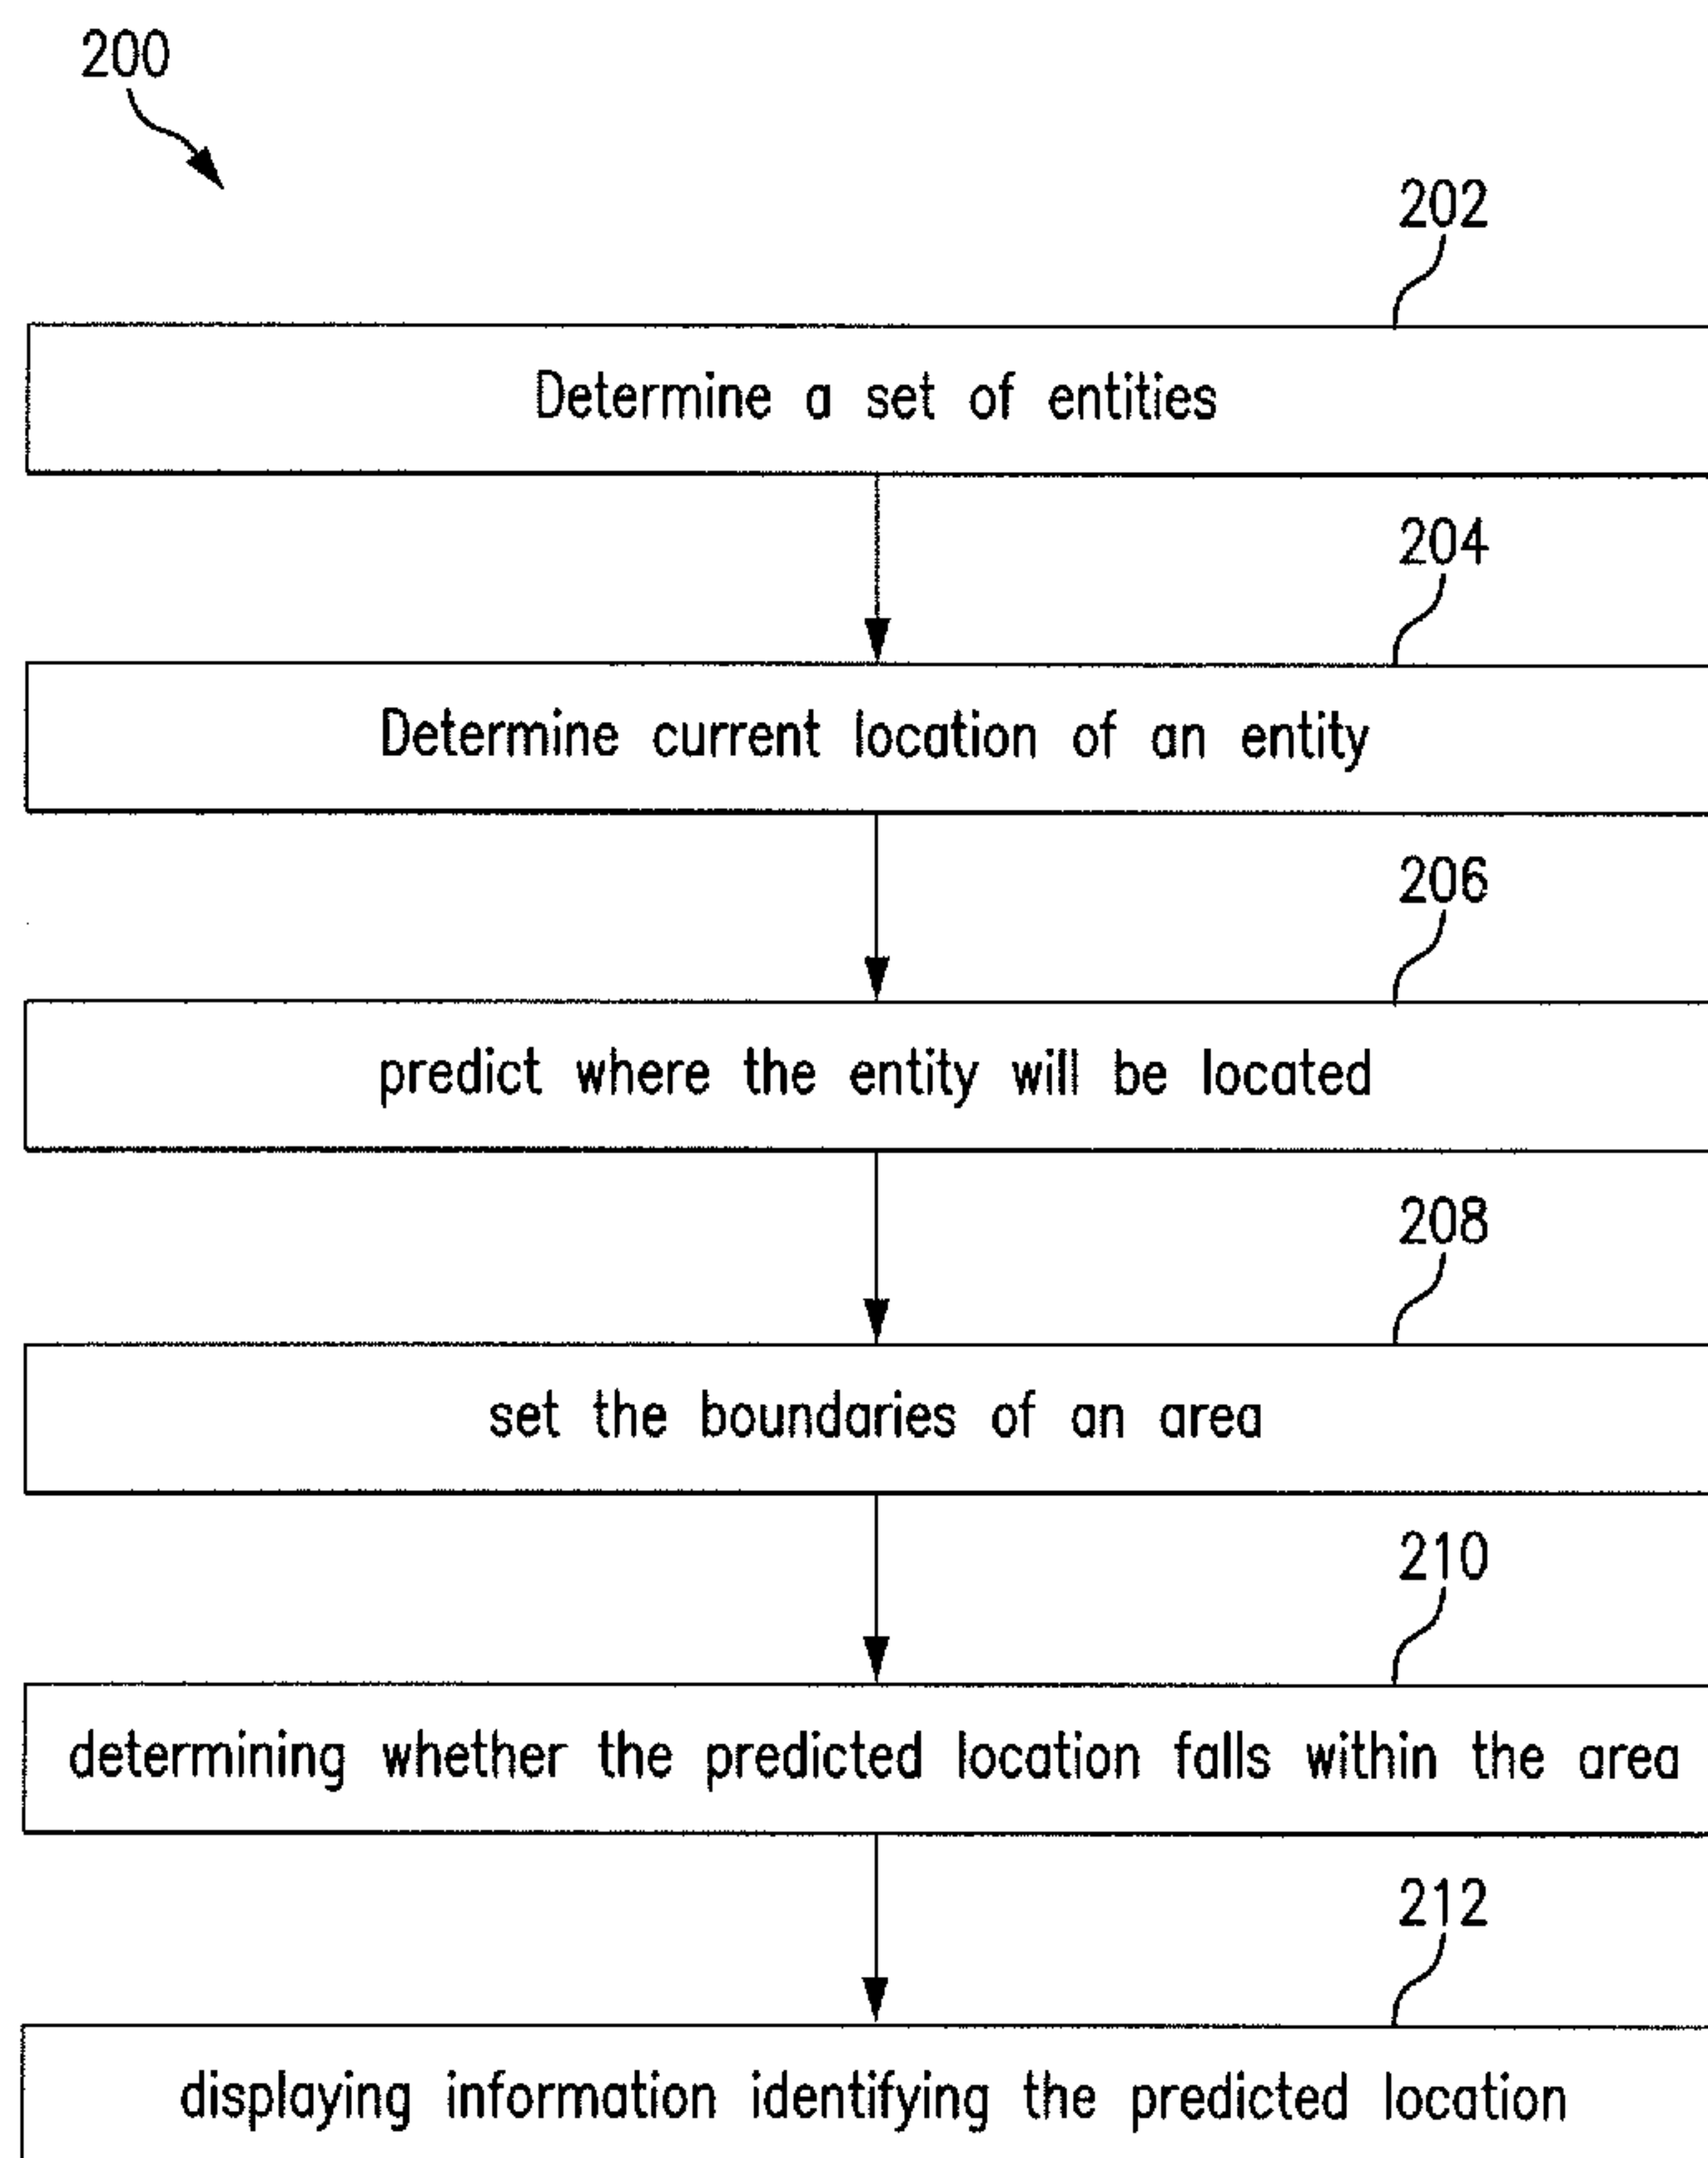 200
202
Determine a set of entities
204
Determine current location of an entity
206
predict where the entity will be located
208
set the boundaries of an area
210
determining whether the predicted location falls within the area
212
displaying information identifying the predicted location